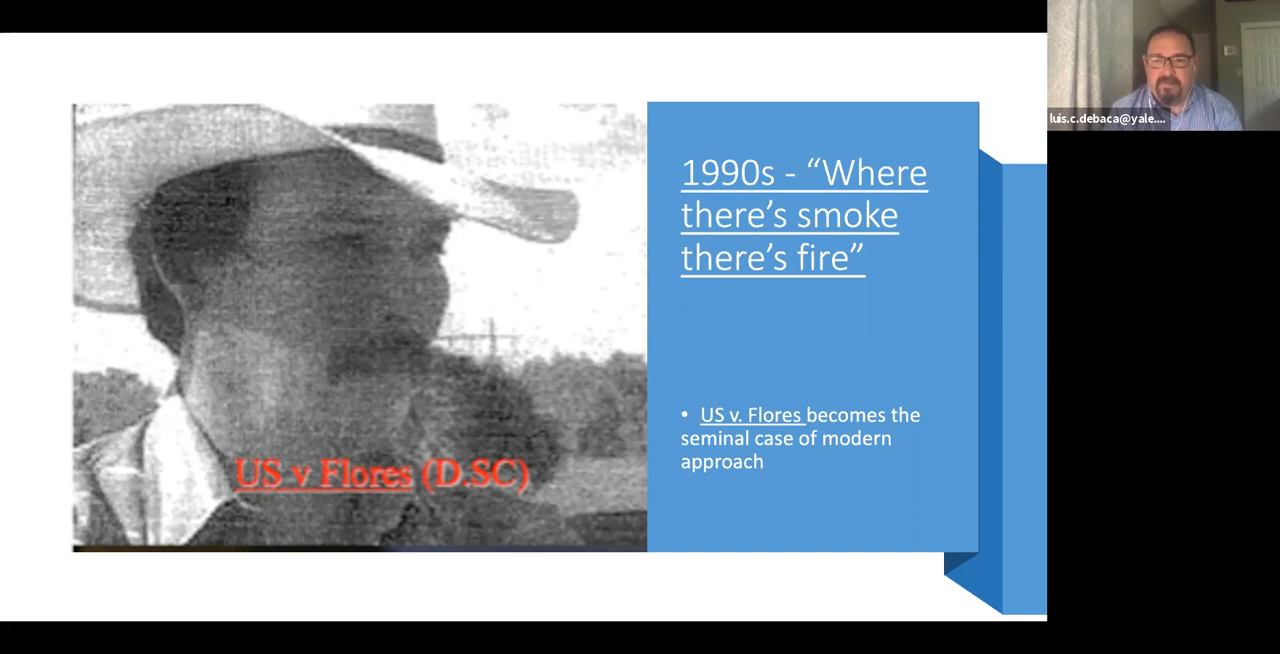 luis.c.debaca@yale....
1990s - “Where
there’s smoke
there’s fire”
• US v. Flores becomes the
seminal case of modern
approach
US v Flores (D.SC)